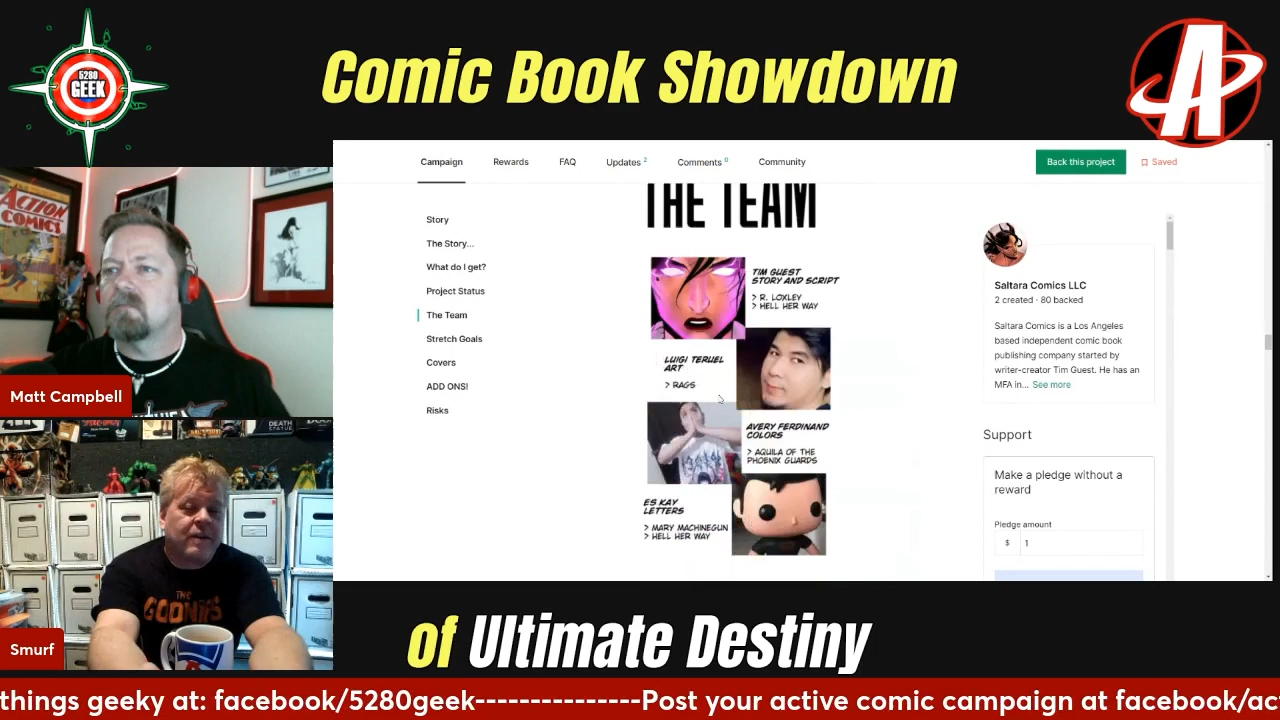 5280
GEEK
Comic Book Showdown
A
Campaign
Rewards
FAQ
Updates 2
Comments 0
Community
Back this project
Saved
THE TEAM
Story
The Story...
What do I get?
Project Status
The Team
Stretch Goals
Covers
ADD ONS!
Risks
TIM GUEST
STORY AND SCRIPT
> R. LOXLEY
> HELL HER WAY
LUIGI TERUEL
ART
> RAGS
AVERY FERDINAND
COLORS
> AQUILA OF THE
PHOENIX GUARDS
ES KAY
LETTERS
> MARY MACHINEGUN
> HELL HER WAY
Saltara Comics LLC
2 created · 80 backed
Saltara Comics is a Los Angeles
based independent comic book
publishing company started by
writer-creator Tim Guest. He has an
MFA in... See more
Support
Make a pledge without a
reward
Pledge amount
$ 1
ACTION
COMICS
Matt Campbell
DEATH
STATUE
THE
GOONIES
Smurf
of Ultimate Destiny
things geeky at: facebook/5280geek---------------Post your active comic campaign at facebook/ac